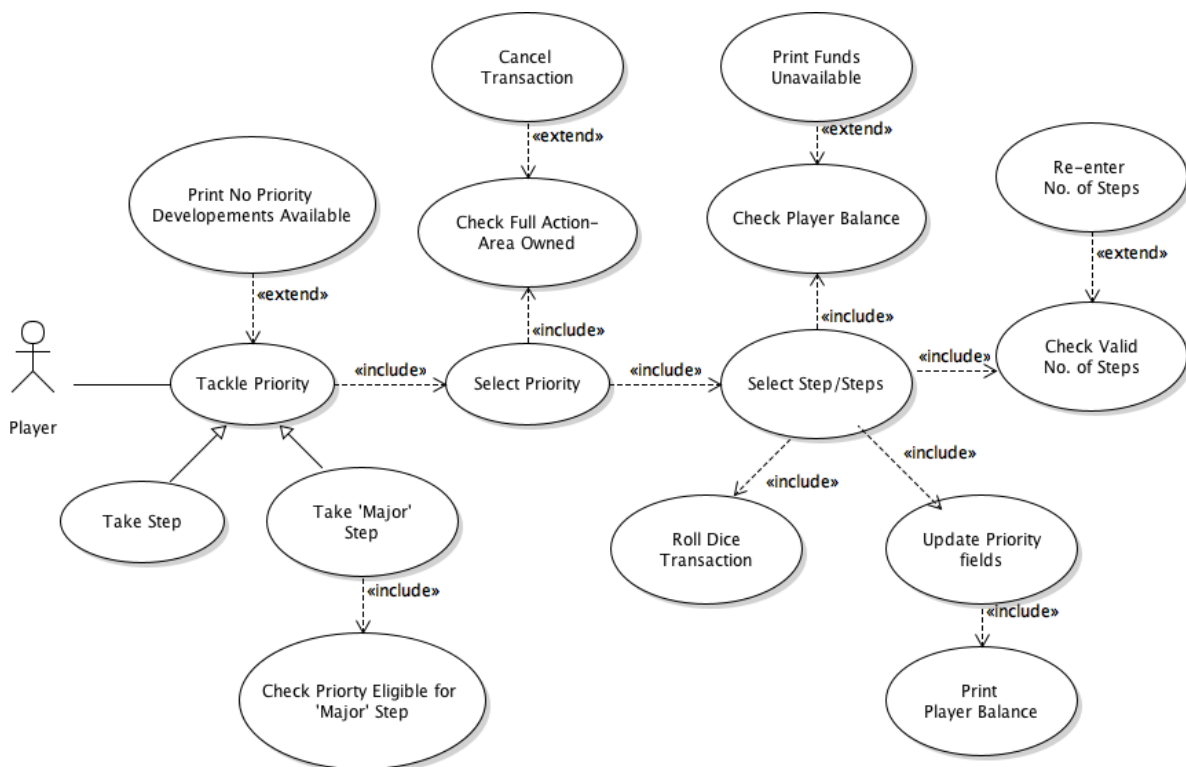 Cancel
Transaction
Print Funds
Unavailable
«extend»
«extend»
Re-enter
No. of Steps
Print No Priority
Developements Available
Check Full Action-
Area Owned
Check Player Balance
«extend»
«extend»
«include»
«include»
Player
Tackle Priority
«include»
Select Priority
«include»
Select Step/Steps
«include»
Check Valid
No. of Steps
«include»
«include»
Take Step
Take 'Major'
Step
Roll Dice
Transaction
Update Priority
fields
«include»
«include»
Check Priorty Eligible for
'Major' Step
Print
Player Balance